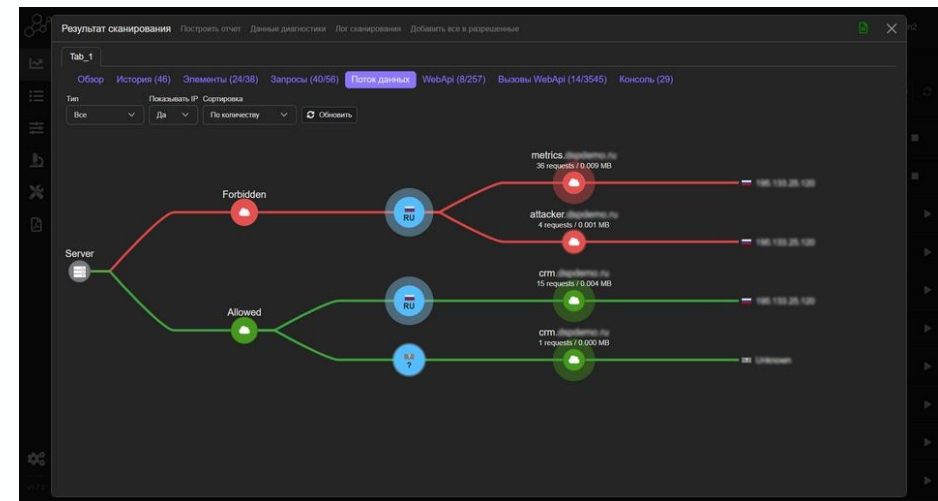 Результат сканирования Построить отчет Данные диагностики Лог сканирования Добавить все в разрешенные
Tab_1
Обзор История (46) Элементы (24/38) Запросы (40/56) Поток данных WebApi (8/257) Вызовы WebApi (14/3545) Консоль (29)
Тип Показывать IP Сортировка
Все Да По количеству Обновить
metrics.
36 requests / 0.009 MB
Forbidden
RU
attacker.
4 requests / 0.001 MB
Server
crm.
15 requests / 0.004 MB
Allowed
RU
crm.
1 requests / 0.000 MB
?